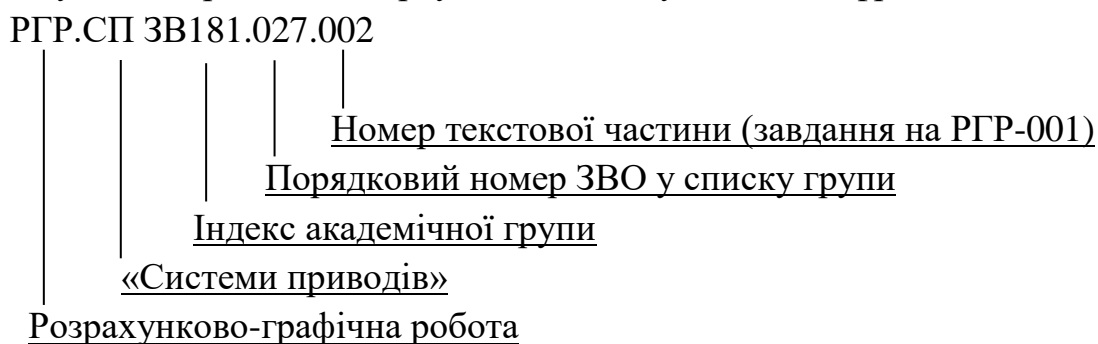 РГР.СП ЗВ181.027.002
Номер текстової частини (завдання на РГР-001)
Порядковий номер ЗВО у списку групи
Індекс академічної групи
«Системи приводів»
Розрахунково-графічна робота